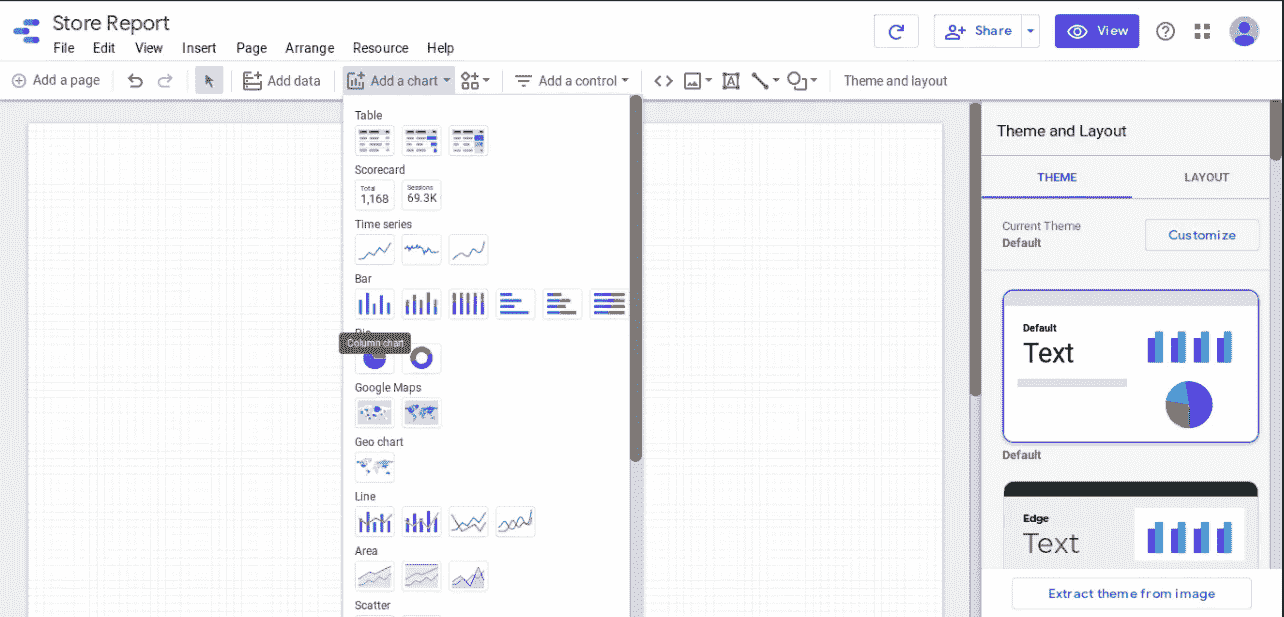 Store Report
File Edit View Insert Page Arrange Resource Help
Share
View
Add a page
Add data
Add a chart
Add a control
Theme and layout
Table
Scorecard
Total
1,168
Sessions
69.3K
Time series
Bar
Column chart
Google Maps
Geo chart
Line
Area
Scatter
Theme and Layout
THEME LAYOUT
Current Theme
Default
Customize
Default
Text
Default
Edge
Text
Extract theme from image